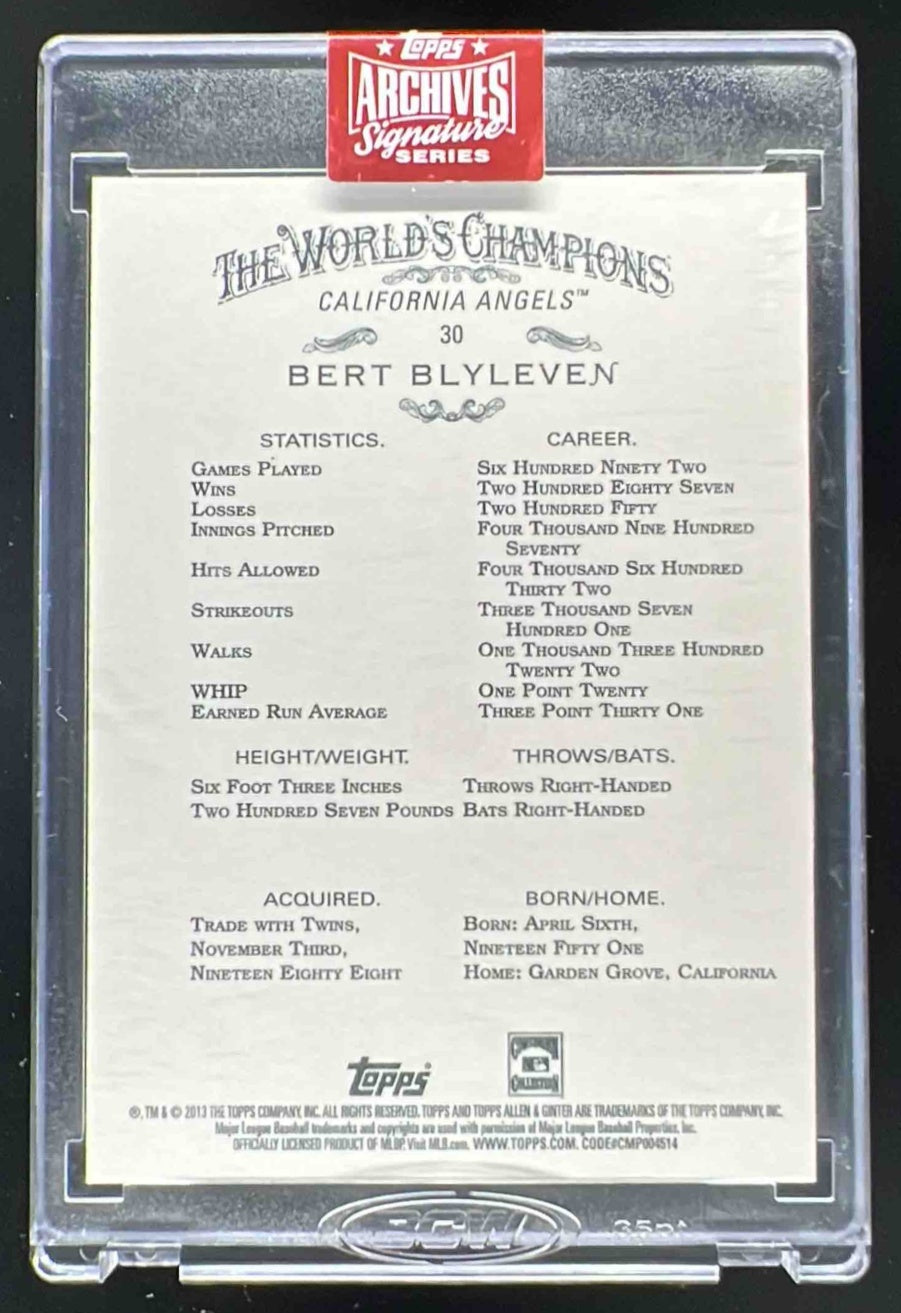 ★ Topps ★
ARCHIVES
Signature
SERIES
THE WORLD'S CHAMPIONS
CALIFORNIA ANGELS™
30
BERT BLYLEVEN
STATISTICS. CAREER.
GAMES PLAYED SIX HUNDRED NINETY TWO
WINS TWO HUNDRED EIGHTY SEVEN
LOSSES TWO HUNDRED FIFTY
INNINGS PITCHED FOUR THOUSAND NINE HUNDRED
SEVENTY
HITS ALLOWED FOUR THOUSAND SIX HUNDRED
THIRTY TWO
STRIKEOUTS THREE THOUSAND SEVEN
HUNDRED ONE
WALKS ONE THOUSAND THREE HUNDRED
TWENTY TWO
WHIP ONE POINT TWENTY
EARNED RUN AVERAGE THREE POINT THIRTY ONE
HEIGHT/WEIGHT. THROWS/BATS.
SIX FOOT THREE INCHES THROWS RIGHT-HANDED
TWO HUNDRED SEVEN POUNDS BATS RIGHT-HANDED
ACQUIRED. BORN/HOME.
TRADE WITH TWINS, BORN: APRIL SIXTH,
NOVEMBER THIRD, NINETEEN FIFTY ONE
NINETEEN EIGHTY EIGHT HOME: GARDEN GROVE, CALIFORNIA
Topps
COOPERSTOWN
COLLECTION
®, TM & © 2013 THE TOPPS COMPANY, INC. ALL RIGHTS RESERVED. TOPPS AND TOPPS ALLEN & GINTER ARE TRADEMARKS OF THE TOPPS COMPANY, INC.
Major League Baseball trademarks and copyrights are used with permission of Major League Baseball Properties, Inc.
OFFICIALLY LICENSED PRODUCT OF MLBP. Visit MLB.com. WWW.TOPPS.COM. CODE#CMP004514
BCW 35pt